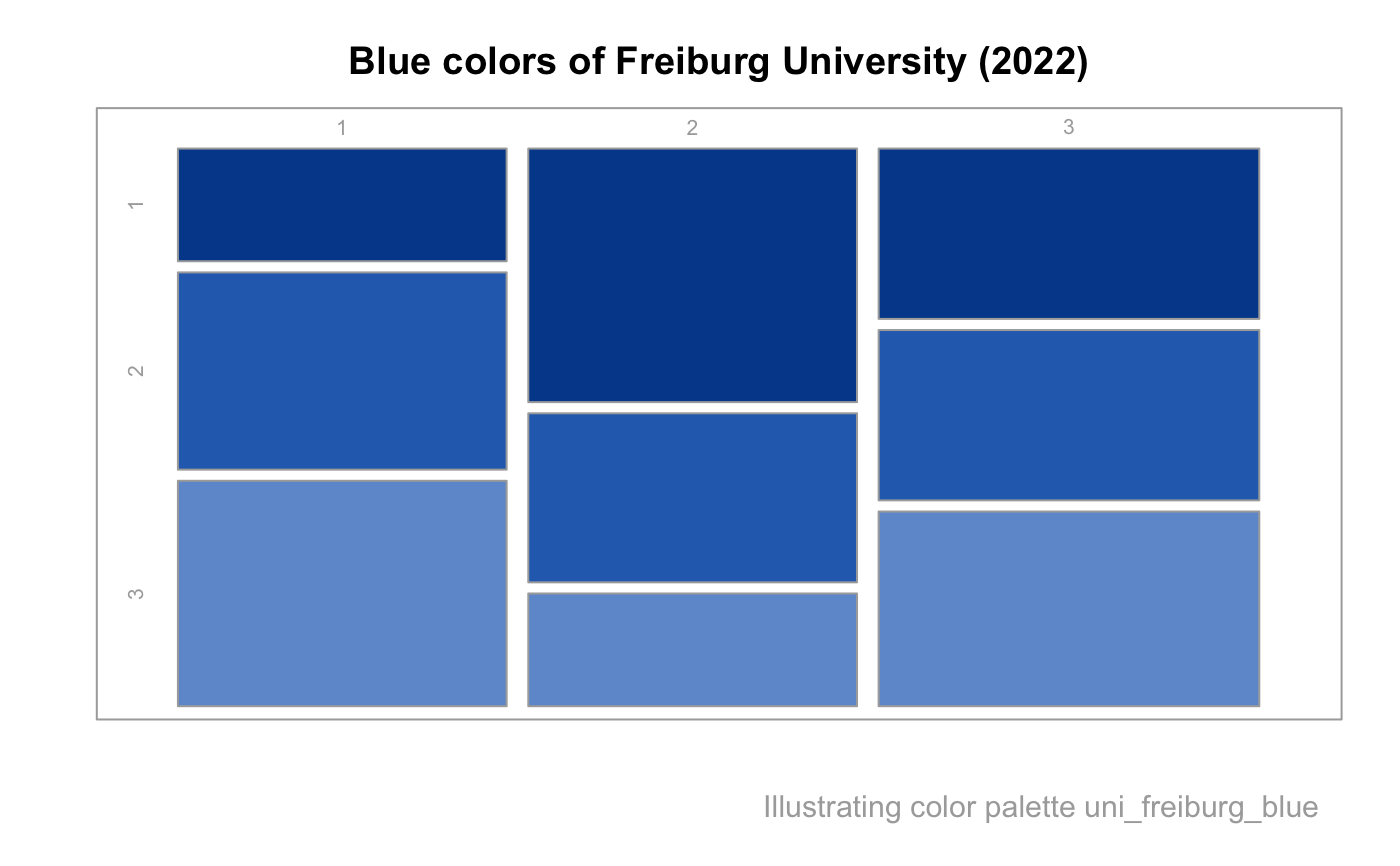 Blue colors of Freiburg University (2022)
1 2 3
1
2
3
Illustrating color palette uni_freiburg_blue